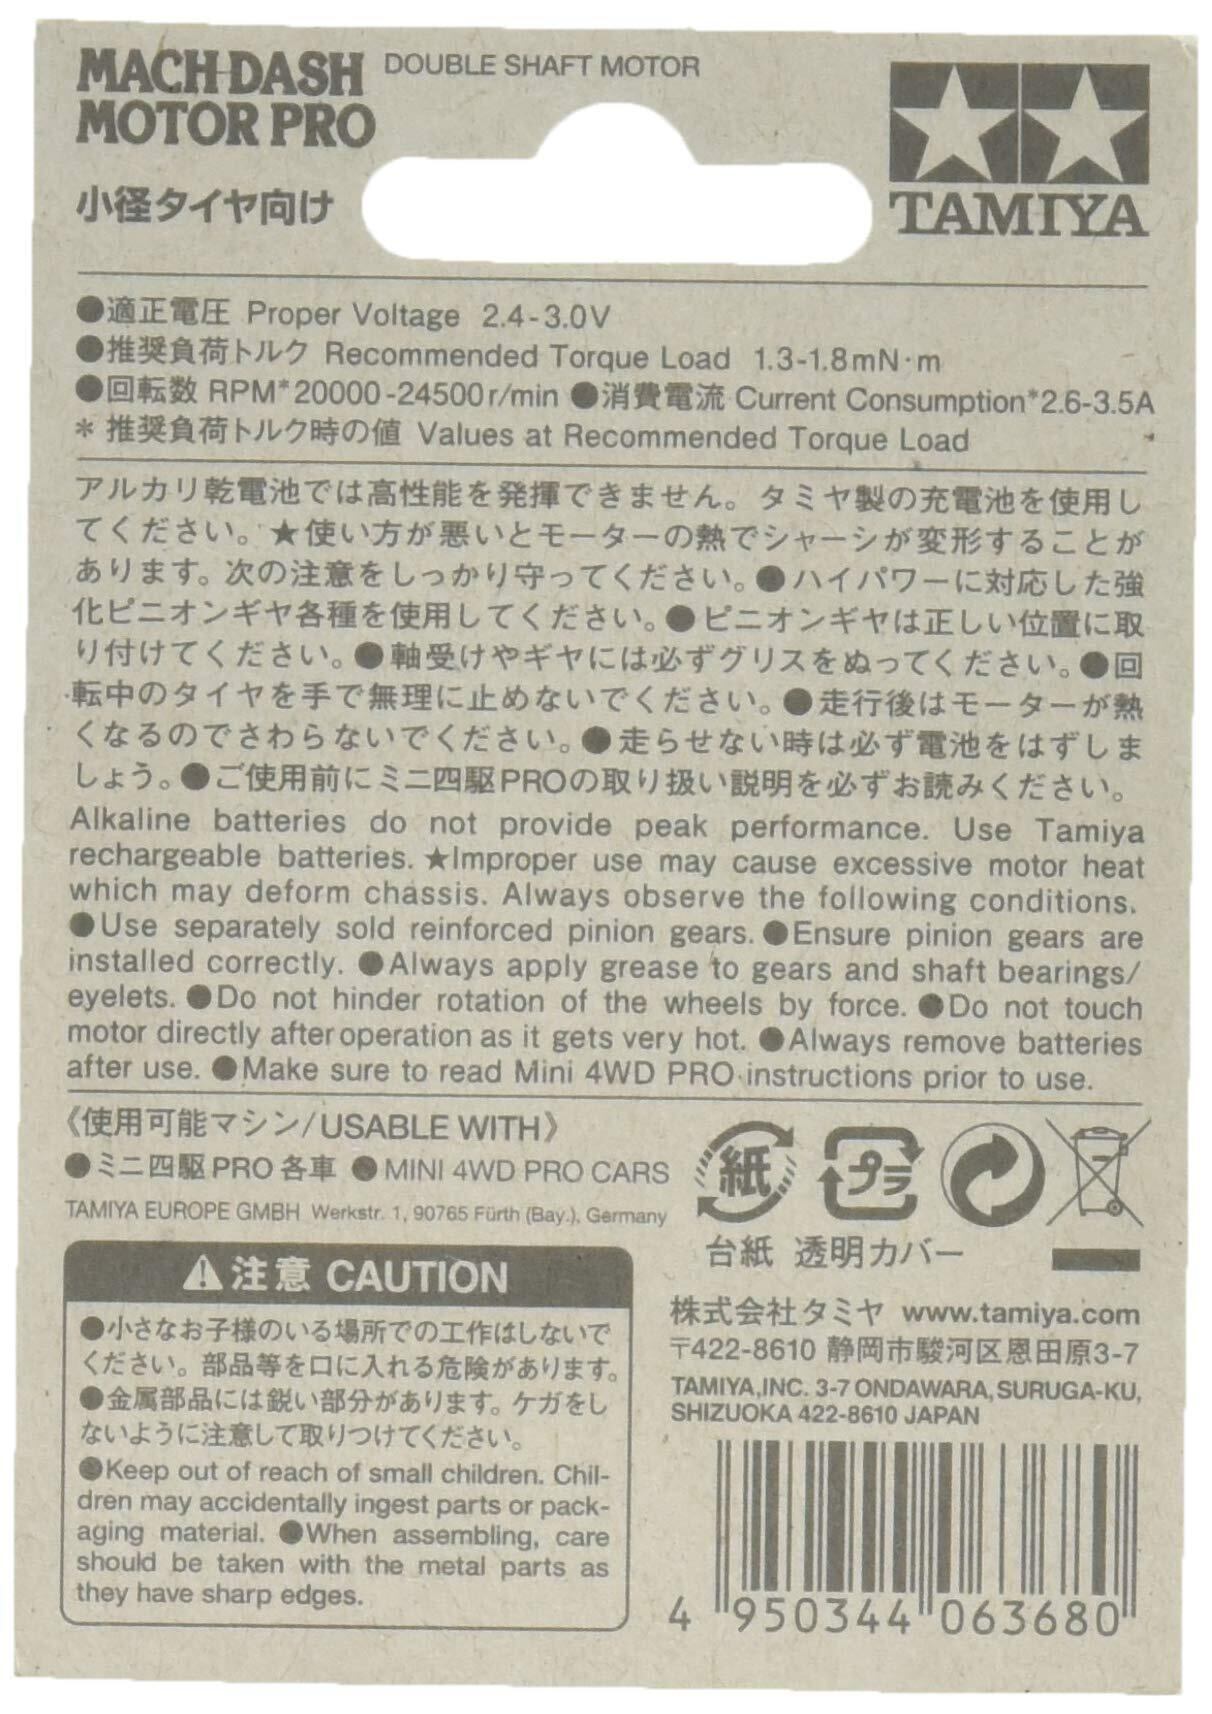 MACH-DASH
MOTOR PRO
DOUBLE SHAFT MOTOR
小径タイヤ向け
TAMIYA
●適正電圧 Proper Voltage 2.4-3.0V
●推奨負荷トルク Recommended Torque Load 1.3-1.8mN·m
●回転数 RPM*20000-24500r/min ●消費電流 Current Consumption*2.6-3.5A
* 推奨負荷トルク時の値 Values at Recommended Torque Load
アルカリ乾電池では高性能を発揮できません。タミヤ製の充電池を使用し
てください。★使い方が悪いとモーターの熱でシャーシが変形することが
あります。次の注意をしっかり守ってください。●ハイパワーに対応した強
化ピニオンギヤ各種を使用してください。●ピニオンギヤは正しい位置に取
り付けてください。●軸受けやギヤには必ずグリスをぬってください。●回
転中のタイヤを手で無理に止めないでください。●走行後はモーターが熱
くなるのでさわらないでください。●走らせない時は必ず電池をはずしま
しょう。●ご使用前にミニ四駆PROの取り扱い説明を必ずお読みください。
Alkaline batteries do not provide peak performance. Use Tamiya
rechargeable batteries. ★Improper use may cause excessive motor heat
which may deform chassis. Always observe the following conditions.
●Use separately sold reinforced pinion gears. ●Ensure pinion gears are
installed correctly. ●Always apply grease to gears and shaft bearings/
eyelets. ●Do not hinder rotation of the wheels by force. ●Do not touch
motor directly after operation as it gets very hot. ●Always remove batteries
after use. ●Make sure to read Mini 4WD PRO instructions prior to use.
《使用可能マシン/USABLE WITH》
●ミニ四駆PRO各車 ●MINI 4WD PRO CARS
TAMIYA EUROPE GMBH Werkstr. 1, 90765 Fürth (Bay.), Germany
紙 プラ
台紙 透明カバー
注意 CAUTION
●小さなお子様のいる場所での工作はしないで
ください。部品等を口に入れる危険があります。
●金属部品には鋭い部分があります。ケガをし
ないように注意して取りつけてください。
●Keep out of reach of small children. Chil-
dren may accidentally ingest parts or pack-
aging material. ●When assembling, care
should be taken with the metal parts as
they have sharp edges.
株式会社タミヤ www.tamiya.com
〒422-8610 静岡市駿河区恩田原3-7
TAMIYA,INC. 3-7 ONDAWARA, SURUGA-KU,
SHIZUOKA 422-8610 JAPAN
4 950344 063680